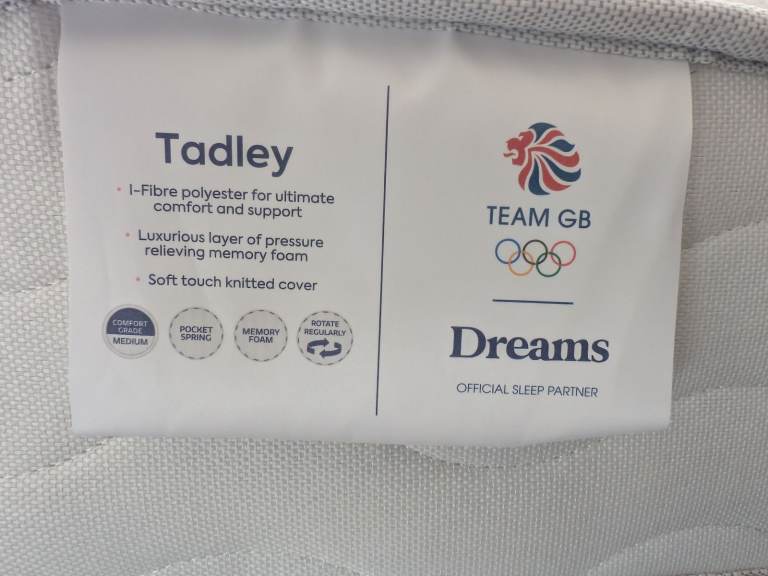 Tadley
• I-Fibre polyester for ultimate
comfort and support
• Luxurious layer of pressure
relieving memory foam
• Soft touch knitted cover
COMFORT
GRADE
MEDIUM
POCKET
SPRING
MEMORY
FOAM
ROTATE
REGULARLY
TEAM GB
Dreams
OFFICIAL SLEEP PARTNER